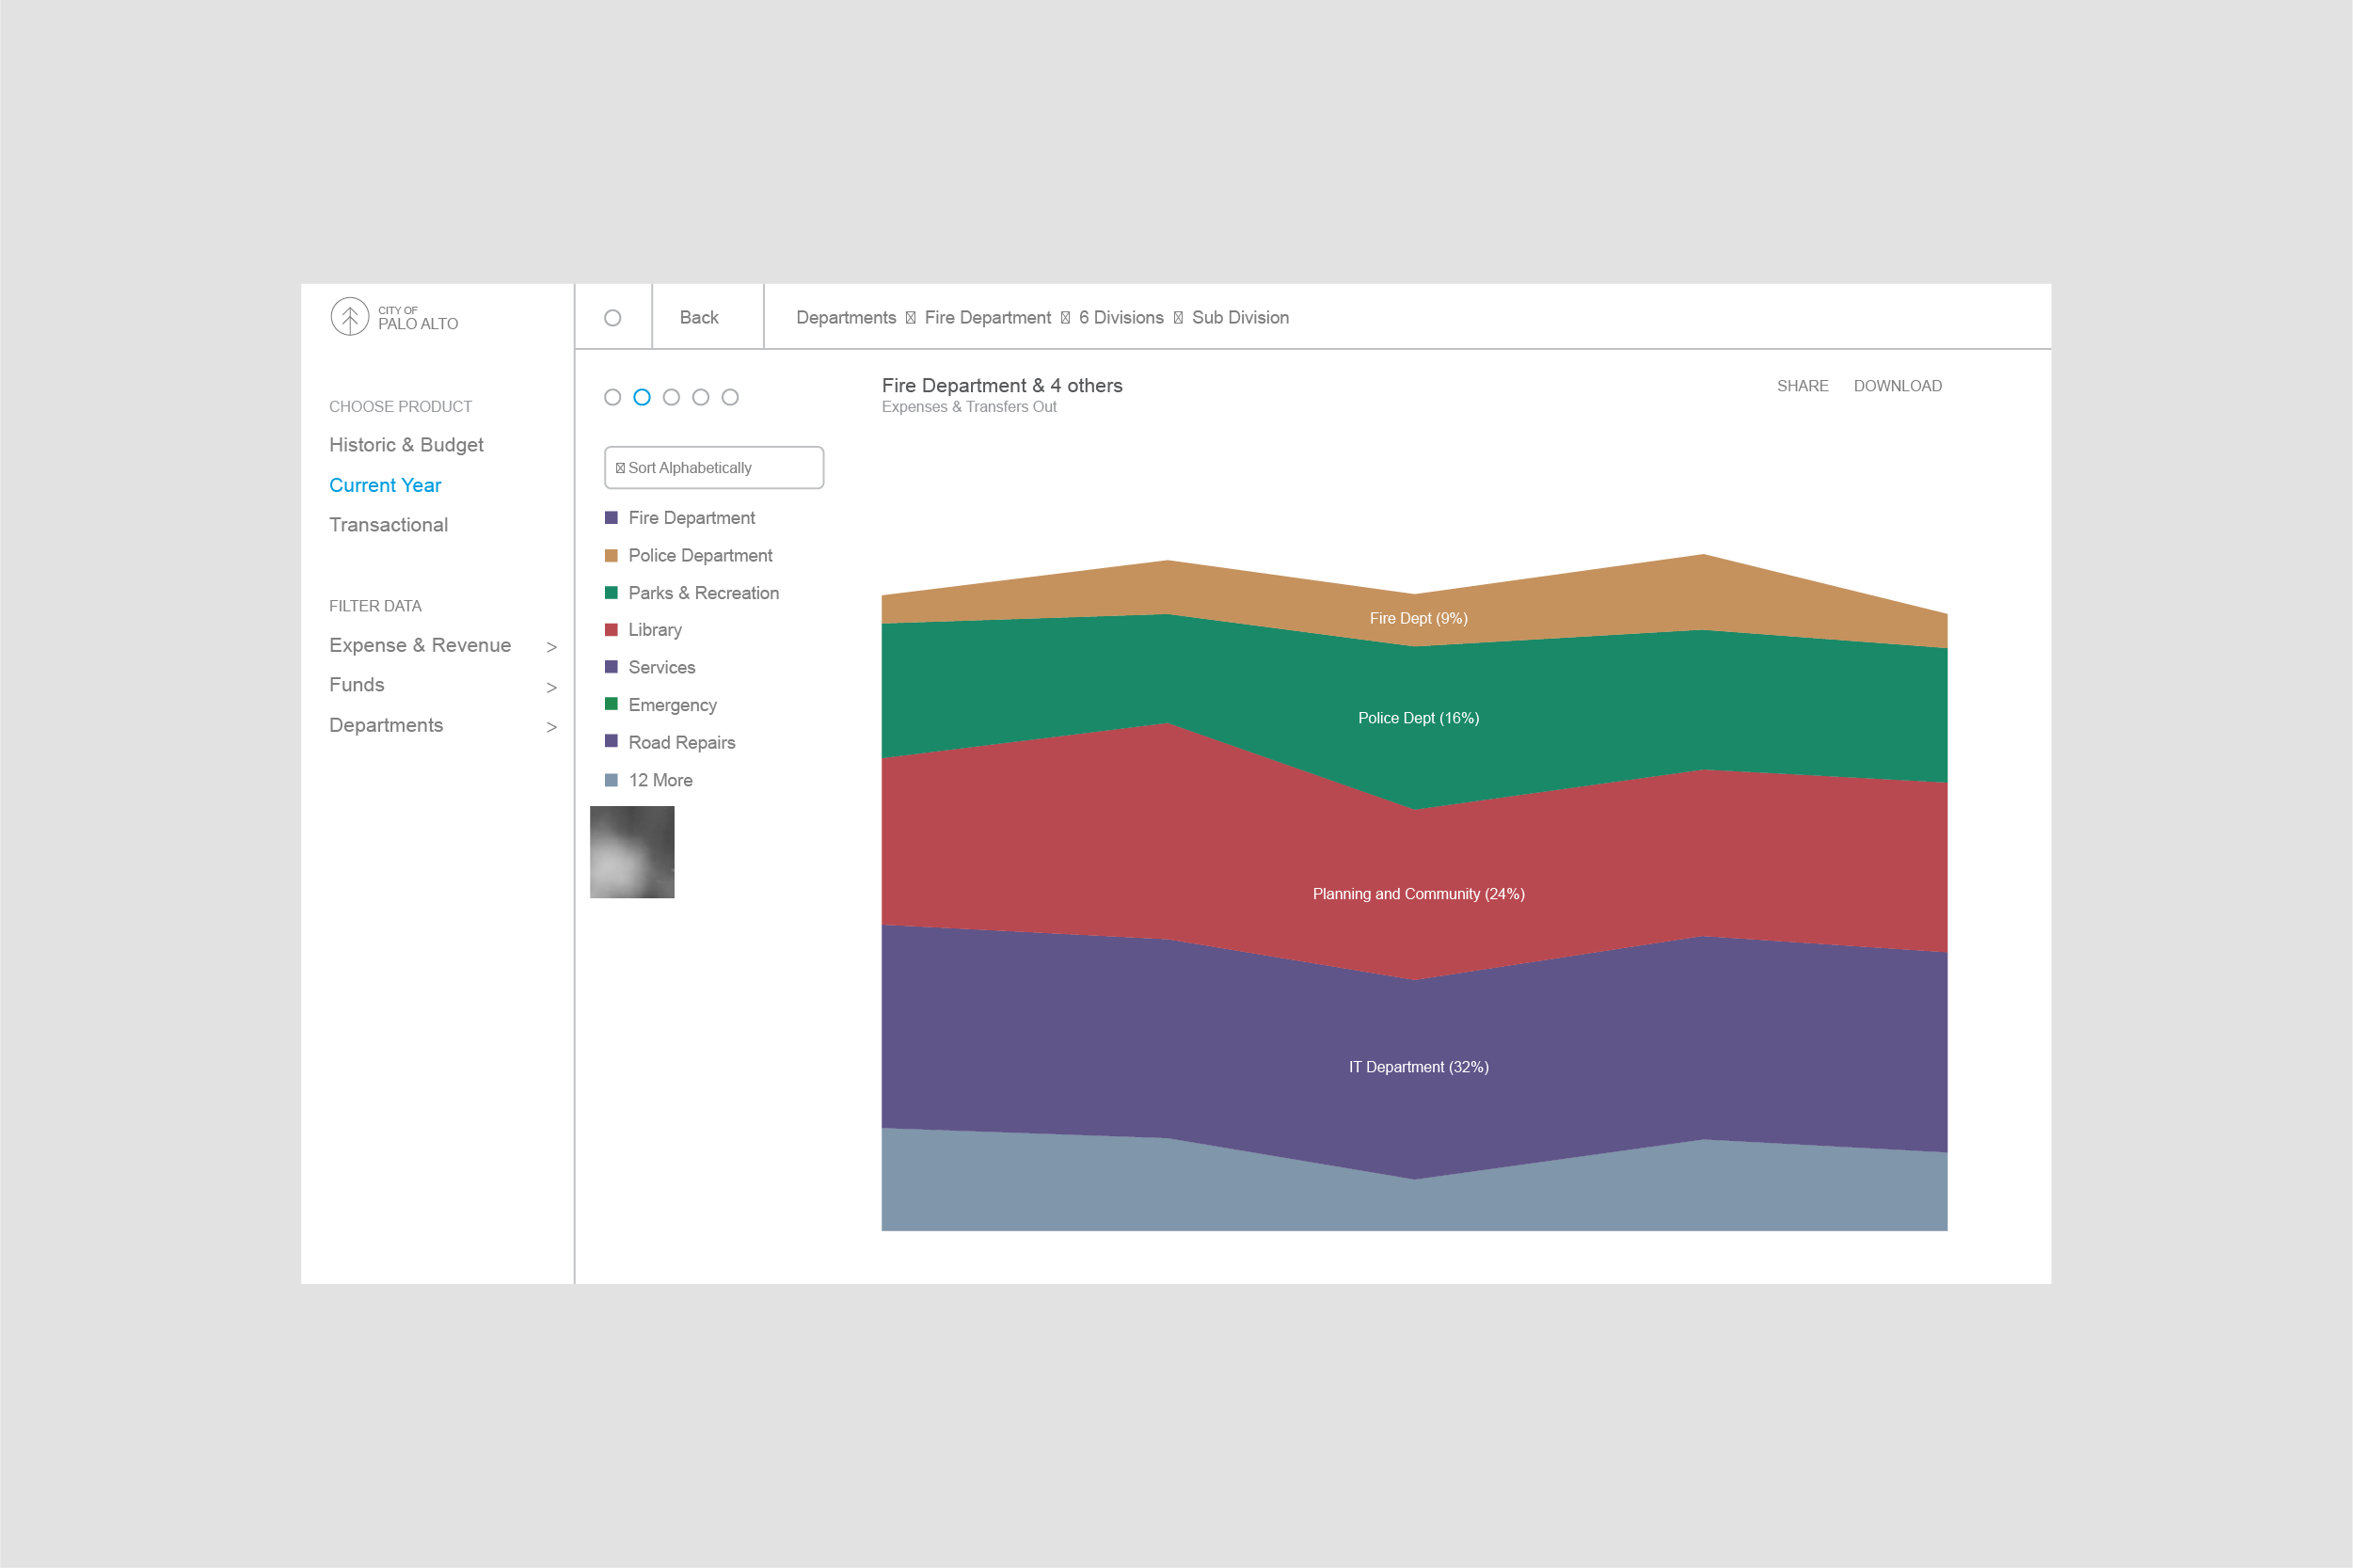 CITY OF
PALO ALTO
CHOOSE PRODUCT
Historic & Budget
Current Year
Transactional
FILTER DATA
Expense & Revenue >
Funds >
Departments >
Back
Departments Fire Department 6 Divisions Sub Division
Fire Department & 4 others
Expenses & Transfers Out
SHARE DOWNLOAD
Sort Alphabetically
Fire Department
Police Department
Parks & Recreation
Library
Services
Emergency
Road Repairs
12 More
Fire Dept (9%)
Police Dept (16%)
Planning and Community (24%)
IT Department (32%)